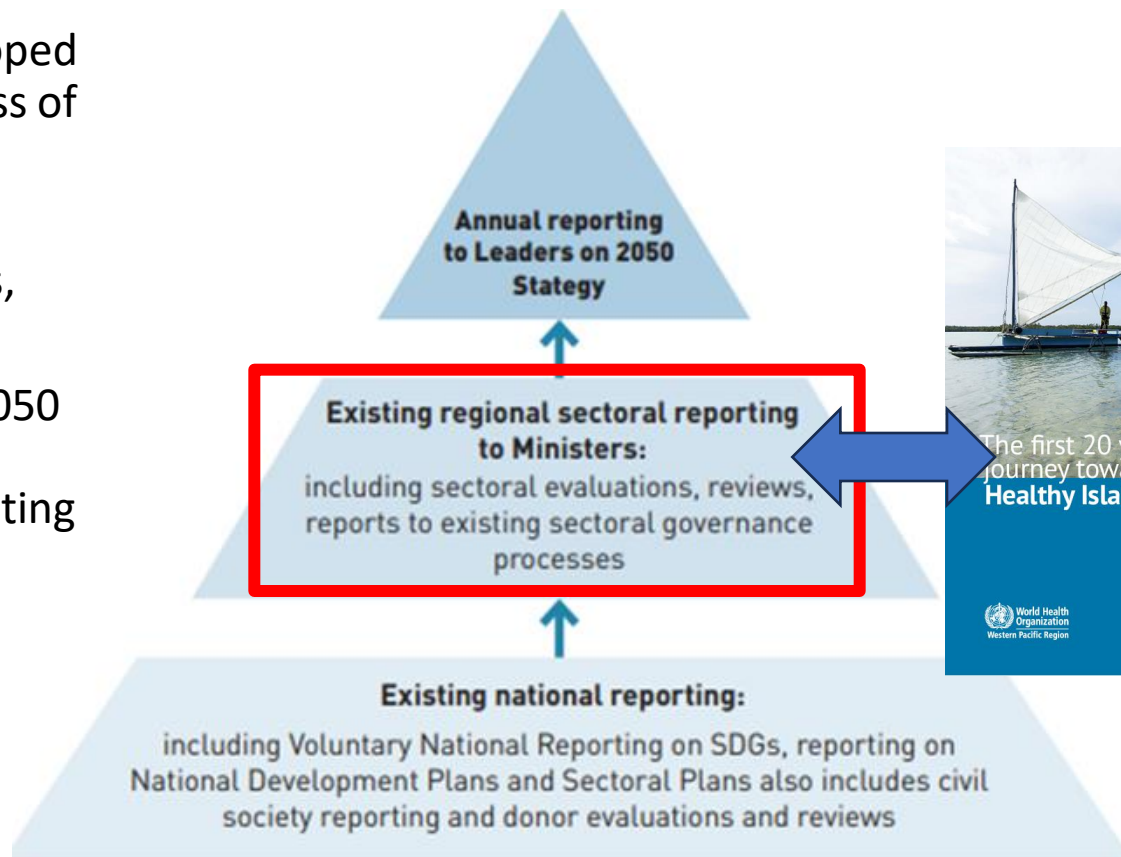 oped
ss of
s,
050
ting
Annual reporting
to Leaders on 2050
Stategy
Existing regional sectoral reporting
to Ministers:
including sectoral evaluations, reviews,
reports to existing sectoral governance
processes
Existing national reporting:
including Voluntary National Reporting on SDGs, reporting on
National Development Plans and Sectoral Plans also includes civil
society reporting and donor evaluations and reviews
The first 20 y
journey towa
Healthy Isla
World Health
Organization
Western Pacific Region